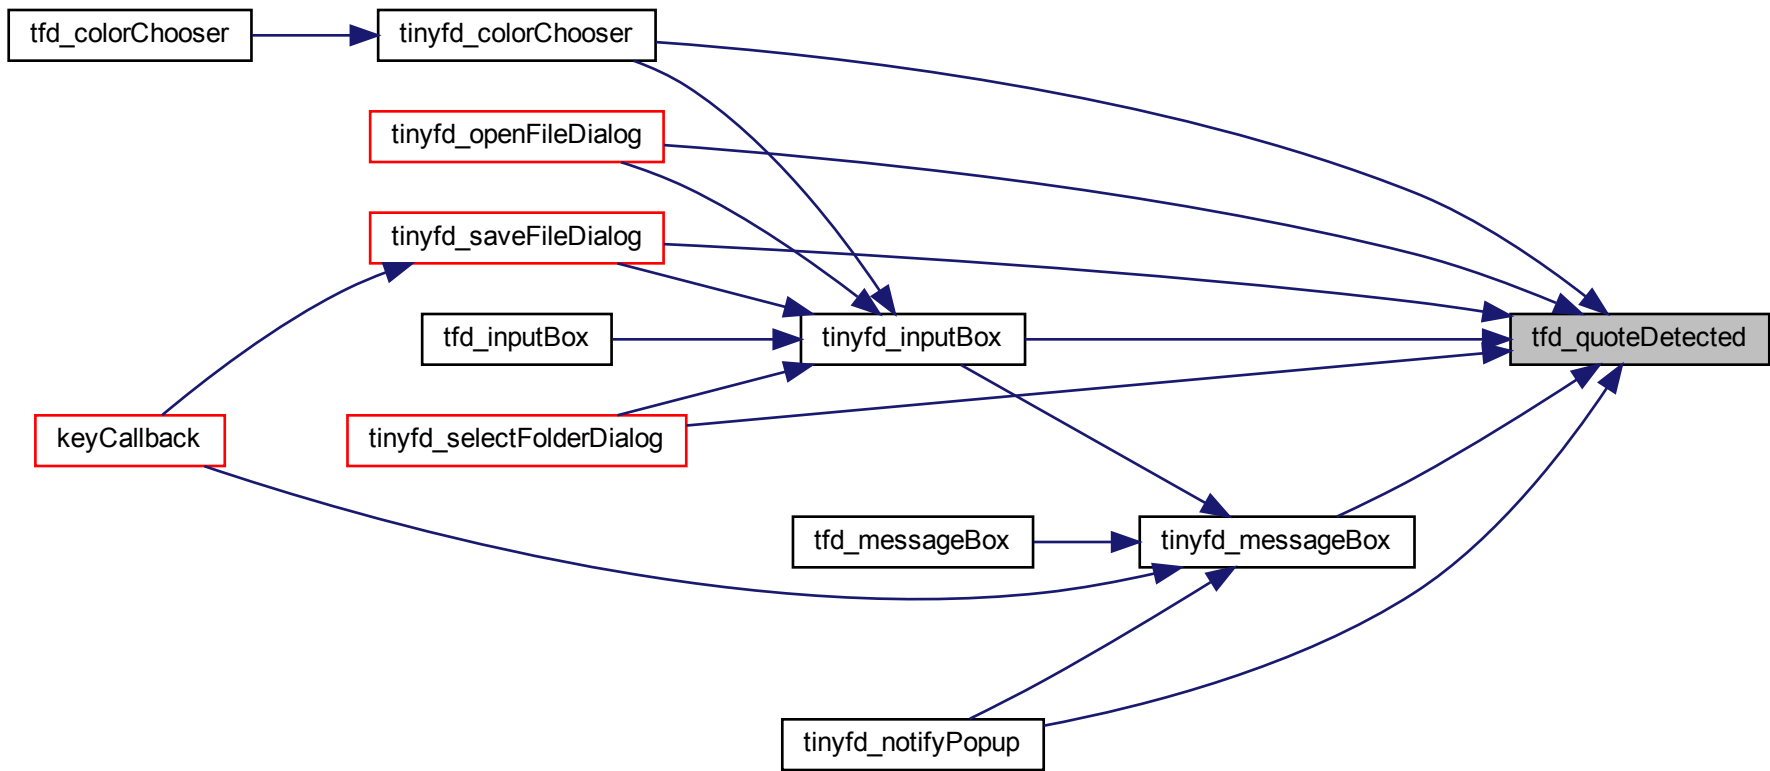 tfd_colorChooser
tinyfd_colorChooser
tinyfd_openFileDialog
tinyfd_saveFileDialog
tfd_inputBox
tinyfd_inputBox
tfd_quoteDetected
keyCallback
tinyfd_selectFolderDialog
tfd_messageBox
tinyfd_messageBox
tinyfd_notifyPopup